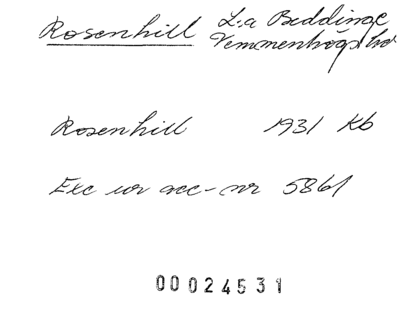 Rosenhill L:a Beddinge
Vemmenhögs hd
Rosenhill 1931 Kb
Exc ur acc-nr 5861
00024531